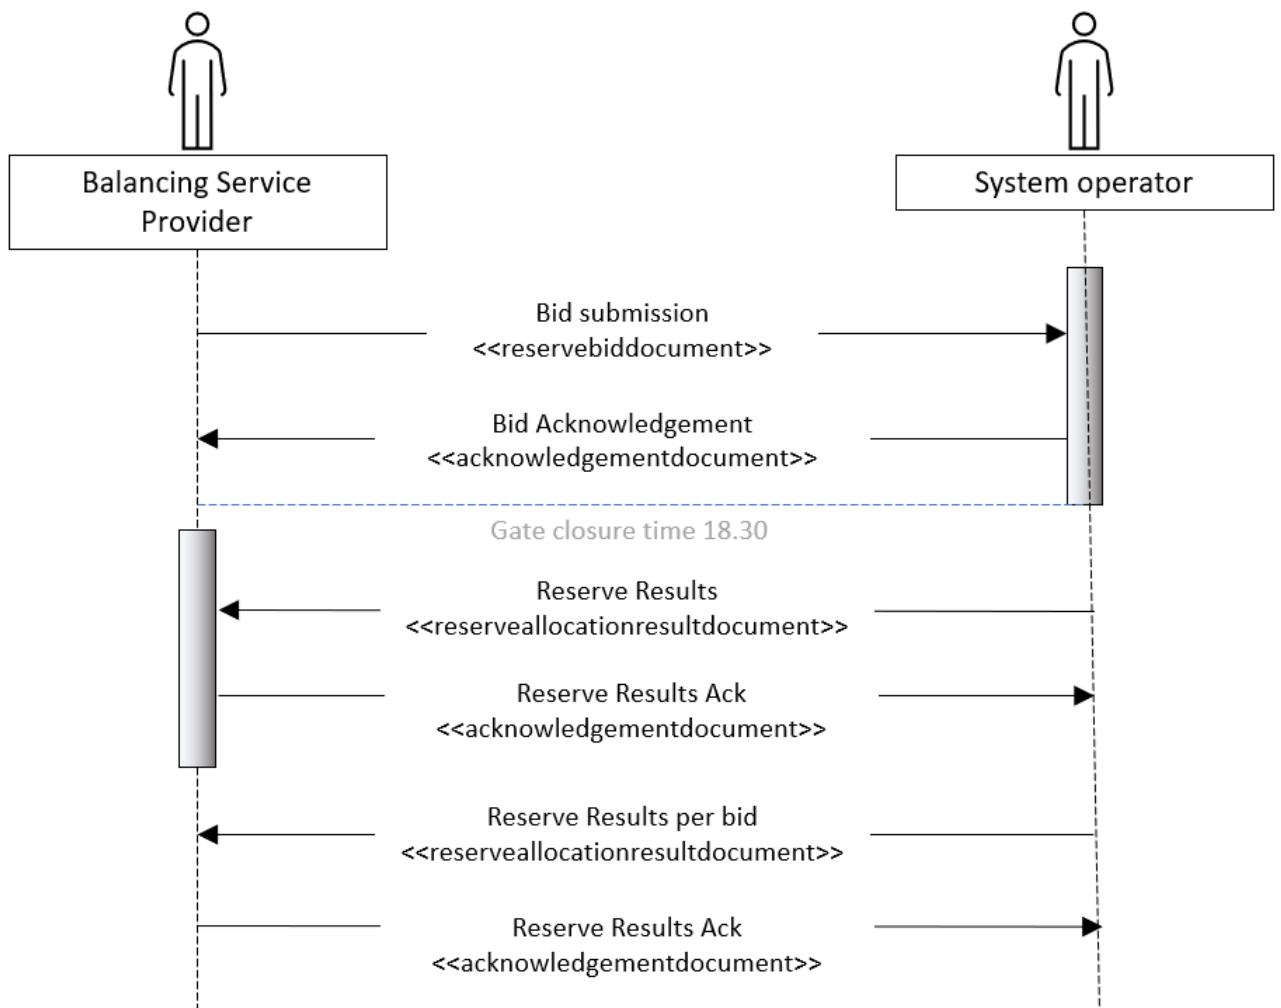 Balancing Service
Provider
System operator
Bid submission
<<reservebiddocument>>
Bid Acknowledgement
<<acknowledgementdocument>>
Gate closure time 18.30
Reserve Results
<<reserveallocationresultdocument>>
Reserve Results Ack
<<acknowledgementdocument>>
Reserve Results per bid
<<reserveallocationresultdocument>>
Reserve Results Ack
<<acknowledgementdocument>>